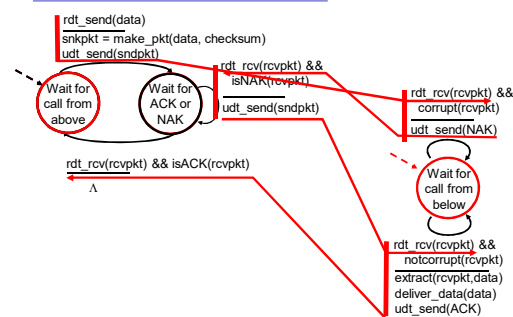 rdt_send(data)
snkpkt = make_pkt(data, checksum)
udt_send(sndpkt)
Wait for
call from
above
Wait for
ACK or
NAK
rdt_rcv(rcvpkt) &&
isNAK(rcvpkt)
udt_send(sndpkt)
rdt_rcv(rcvpkt) && isACK(rcvpkt)
Λ
rdt_rcv(rcvpkt) &&
corrupt(rcvpkt)
udt_send(NAK)
Wait for
call from
below
rdt_rcv(rcvpkt) &&
notcorrupt(rcvpkt)
extract(rcvpkt,data)
deliver_data(data)
udt_send(ACK)